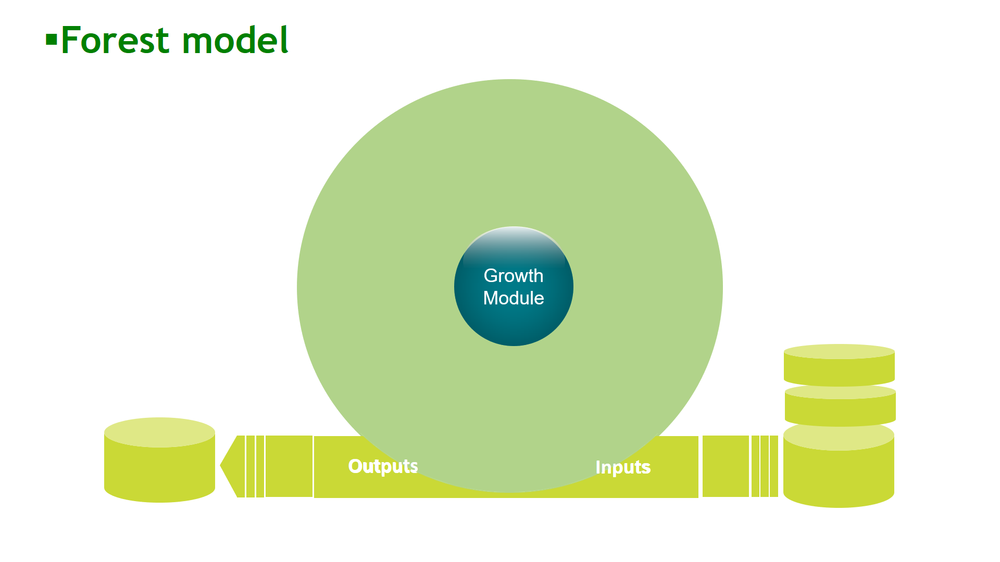 ▪Forest model
Growth
Module
Outputs
Inputs